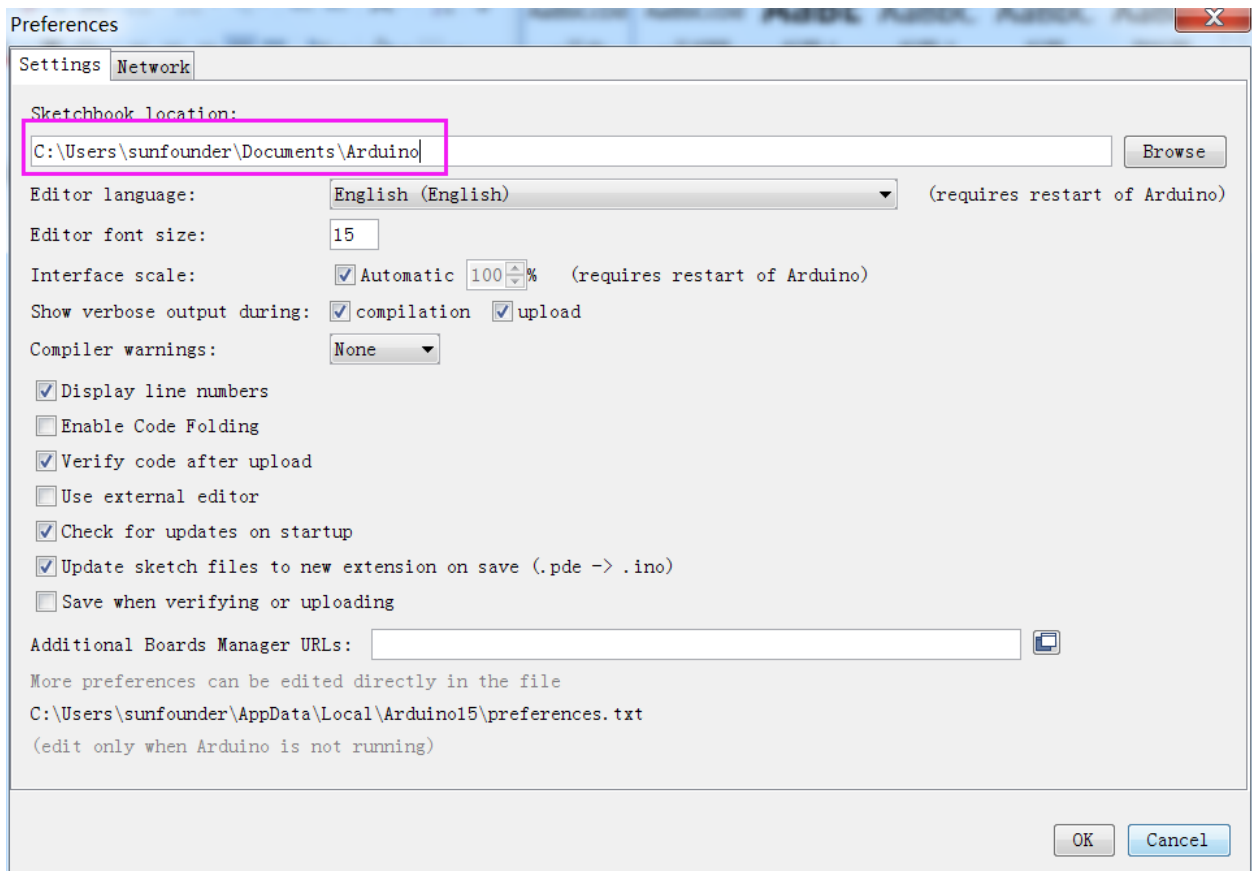 Preferences
Settings Network
Sketchbook location:
C:\Users\sunfounder\Documents\Arduino Browse
Editor language: English (English) (requires restart of Arduino)
Editor font size: 15
Interface scale: Automatic 100 % (requires restart of Arduino)
Show verbose output during: compilation upload
Compiler warnings: None
Display line numbers
Enable Code Folding
Verify code after upload
Use external editor
Check for updates on startup
Update sketch files to new extension on save (.pde -> .ino)
Save when verifying or uploading
Additional Boards Manager URLs:
More preferences can be edited directly in the file
C:\Users\sunfounder\AppData\Local\Arduino15\preferences.txt
(edit only when Arduino is not running)
OK Cancel